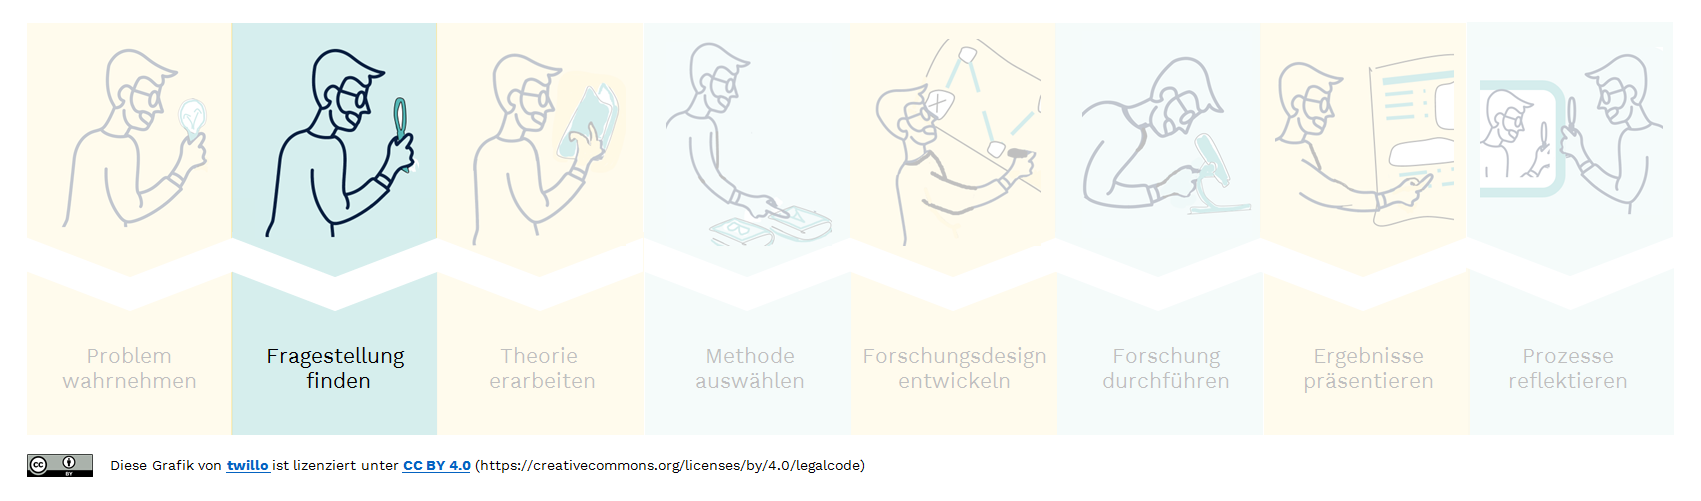 Problem
wahrnehmen
Fragestellung
finden
Theorie
erarbeiten
Methode
auswählen
Forschungsdesign
entwickeln
Forschung
durchführen
Ergebnisse
präsentieren
Prozesse
reflektieren
A
B
X
cc BY
Diese Grafik von twillo ist lizenziert unter CC BY 4.0 (https://creativecommons.org/licenses/by/4.0/legalcode)